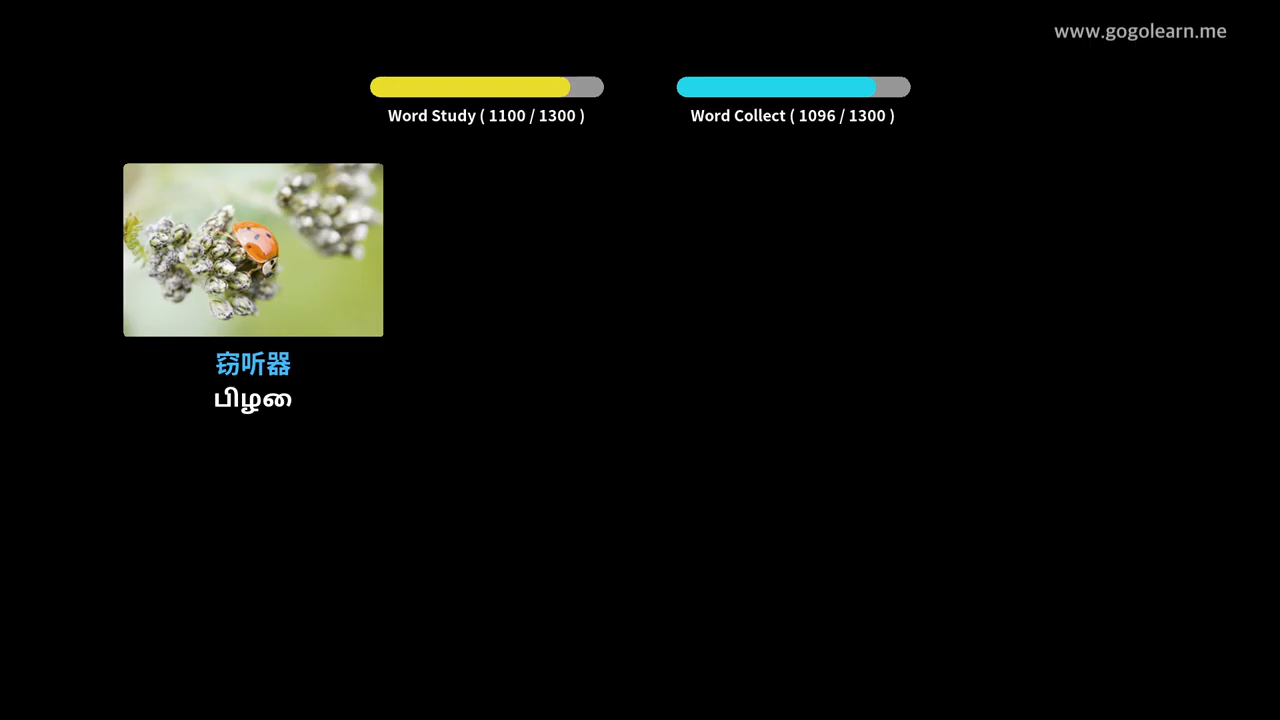 www.gogolearn.me
Word Study ( 1100 / 1300 )
Word Collect ( 1096 / 1300 )
窃听器
பிழை